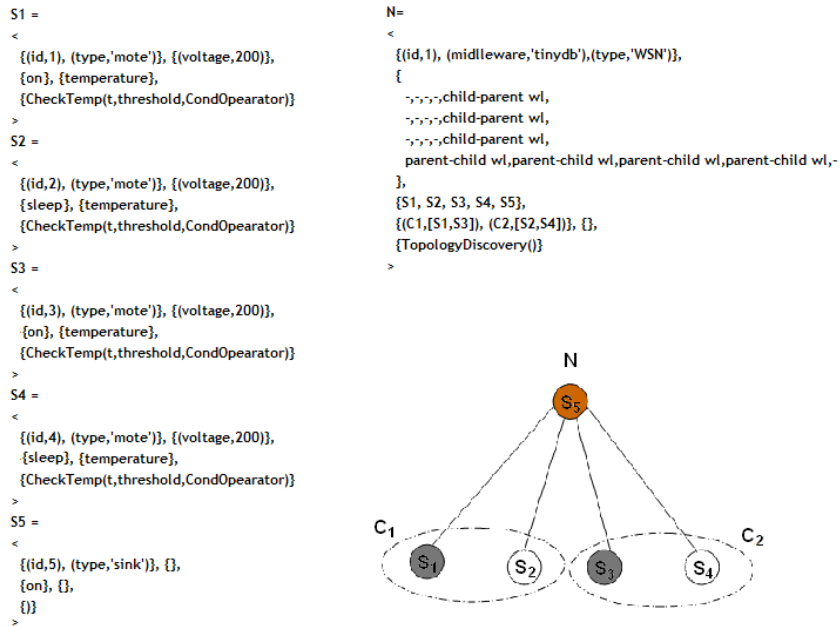 S1 =
<
{(id,1), (type,'mote')}, {(voltage,200)},
{on}, {temperature},
{CheckTemp(t,threshold,CondOpearator)}
>
S2 =
<
{(id,2), (type,'mote')}, {(voltage,200)},
{sleep}, {temperature},
{CheckTemp(t,threshold,CondOpearator)}
>
S3 =
<
{(id,3), (type,'mote')}, {(voltage,200)},
{on}, {temperature},
{CheckTemp(t,threshold,CondOpearator)}
>
S4 =
<
{(id,4), (type,'mote')}, {(voltage,200)},
{sleep}, {temperature},
{CheckTemp(t,threshold,CondOpearator)}
>
S5 =
<
{(id,5), (type,'sink')}, {},
{on}, {},
{)}
>
N=
<
{(id,1), (midlleware,'tinydb'),(type,'WSN')},
{
-,-,-,-,child-parent wl,
-,-,-,-,child-parent wl,
-,-,-,-,child-parent wl,
parent-child wl,parent-child wl,parent-child wl,parent-child wl,-
},
{S1, S2, S3, S4, S5},
{(C1,[S1,S3]), (C2,[S2,S4])}, {},
{TopologyDiscovery()}
>
N
S5
C1
C2
S1
S2
S3
S4